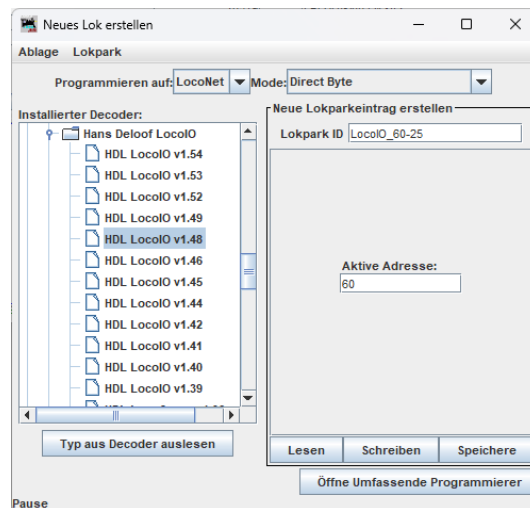 Neues Lok erstellen
Ablage Lokpark
Programmieren auf: LocoNet Mode: Direct Byte
Installierter Decoder:
Hans Deloof LocoIO
HDL LocoIO v1.54
HDL LocoIO v1.53
HDL LocoIO v1.52
HDL LocoIO v1.49
HDL LocoIO v1.48
HDL LocoIO v1.46
HDL LocoIO v1.45
HDL LocoIO v1.44
HDL LocoIO v1.42
HDL LocoIO v1.41
HDL LocoIO v1.40
HDL LocoIO v1.39
Typ aus Decoder auslesen
Neue Lokparkeintrag erstellen
Lokpark ID LocoIO_60-25
Aktive Adresse:
60
Lesen Schreiben Speichere
Öffne Umfassende Programmierer
Pause